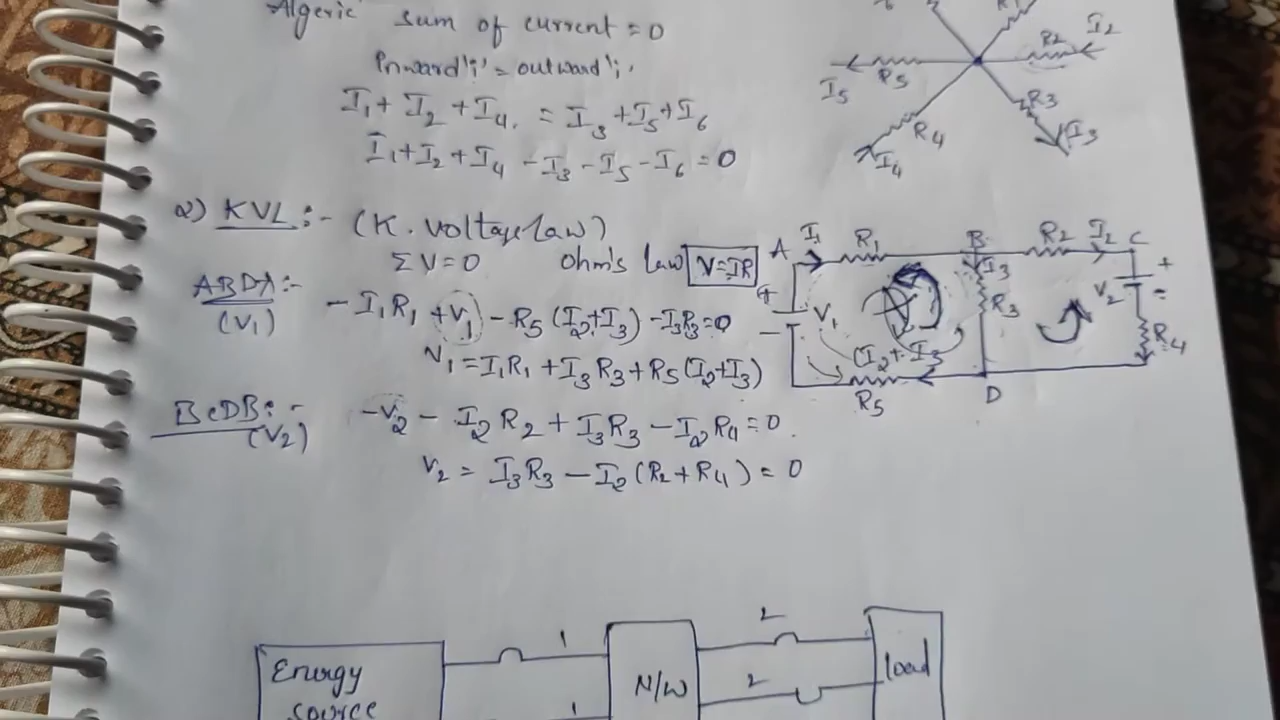 Algeric sum of current = 0
Inward 'i' = outward 'i'
I₁ + I₂ + I₄ = I₃ + I₅ + I₆
I₁ + I₂ + I₄ - I₃ - I₅ - I₆ = 0
R₁
R₂ I₂
R₅ I₅
R₃ I₃
R₄ I₄
2) KVL :- (K. voltage law)
ΣV = 0 Ohm's law V=IR
ABDA :- (V₁)
- I₁R₁ + V₁ - R₅ (I₂+I₃) - I₃R₃ = 0
V₁ = I₁R₁ + I₃R₃ + R₅ (I₂+I₃)
BCDB :- (V₂)
-V₂ - I₂R₂ + I₃R₃ - I₂R₄ = 0
V₂ = I₃R₃ - I₂ (R₂+R₄) = 0
A I₁ R₁ B R₂ I₂ C
+ I₃ +
V₁ R₃ V₂ -
- (I₂+I₃ R₄
R₅ D
Energy source
1
1
N/W
2
2
load